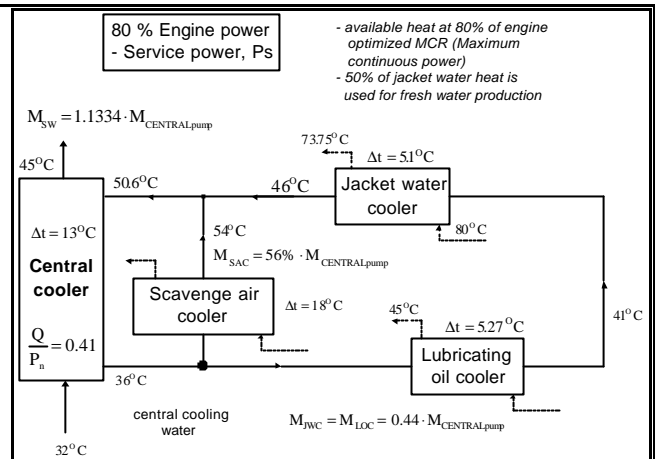 80 % Engine power
- Service power, Ps
- available heat at 80% of engine
optimized MCR (Maximum
continuous power)
- 50% of jacket water heat is
used for fresh water production
M_SW = 1.1334 · M_CENTRALpump
45°C
50.6°C
46°C
73.75°C
Δt = 5.1°C
Jacket water
cooler
80°C
54°C
M_SAC = 56% · M_CENTRALpump
Δt = 13°C
Central
cooler
Q/P_n = 0.41
Scavenge air
cooler
Δt = 18°C
45°C
Δt = 5.27°C
Lubricating
oil cooler
41°C
36°C
central cooling
water
M_JWC = M_LOC = 0.44 · M_CENTRALpump
32°C